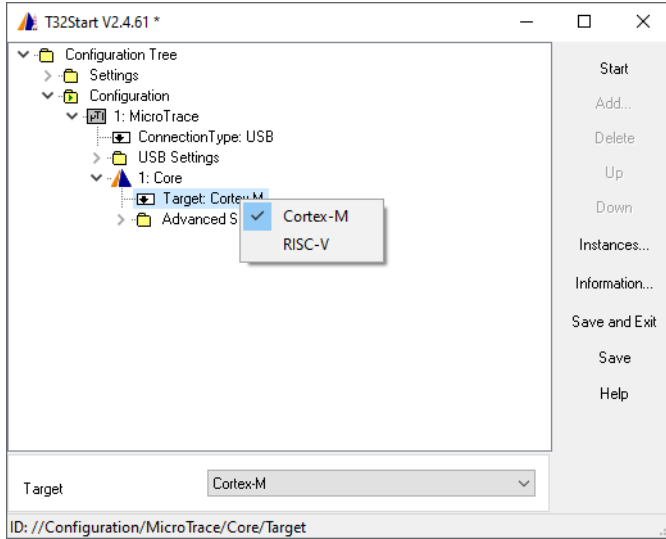 T32Start V2.4.61 *
Configuration Tree
Settings
Configuration
μTI 1: MicroTrace
ConnectionType: USB
USB Settings
1: Core
Target: Cortex-M
Advanced S
Cortex-M
RISC-V
Start
Add...
Delete
Up
Down
Instances...
Information...
Save and Exit
Save
Help
Target
Cortex-M
ID: //Configuration/MicroTrace/Core/Target